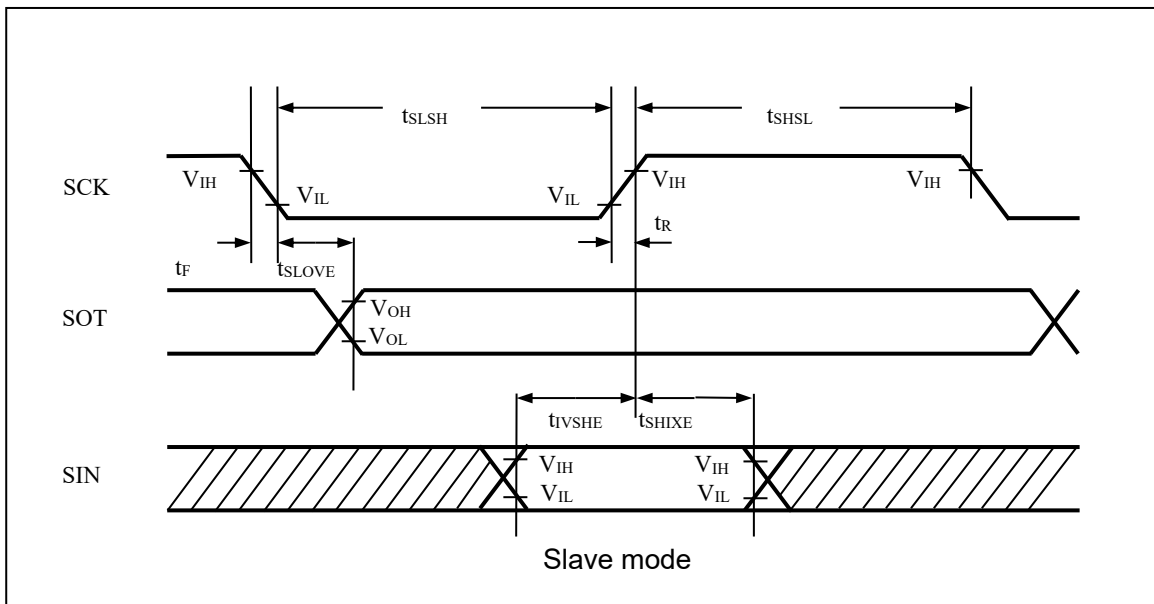 tSLSH
tSHSL
SCK
VIH
VIL
VIL
VIH
VIH
tR
tF
tSLOVE
SOT
VOH
VOL
tIVSHE
tSHIXE
SIN
VIH
VIL
VIH
VIL
Slave mode